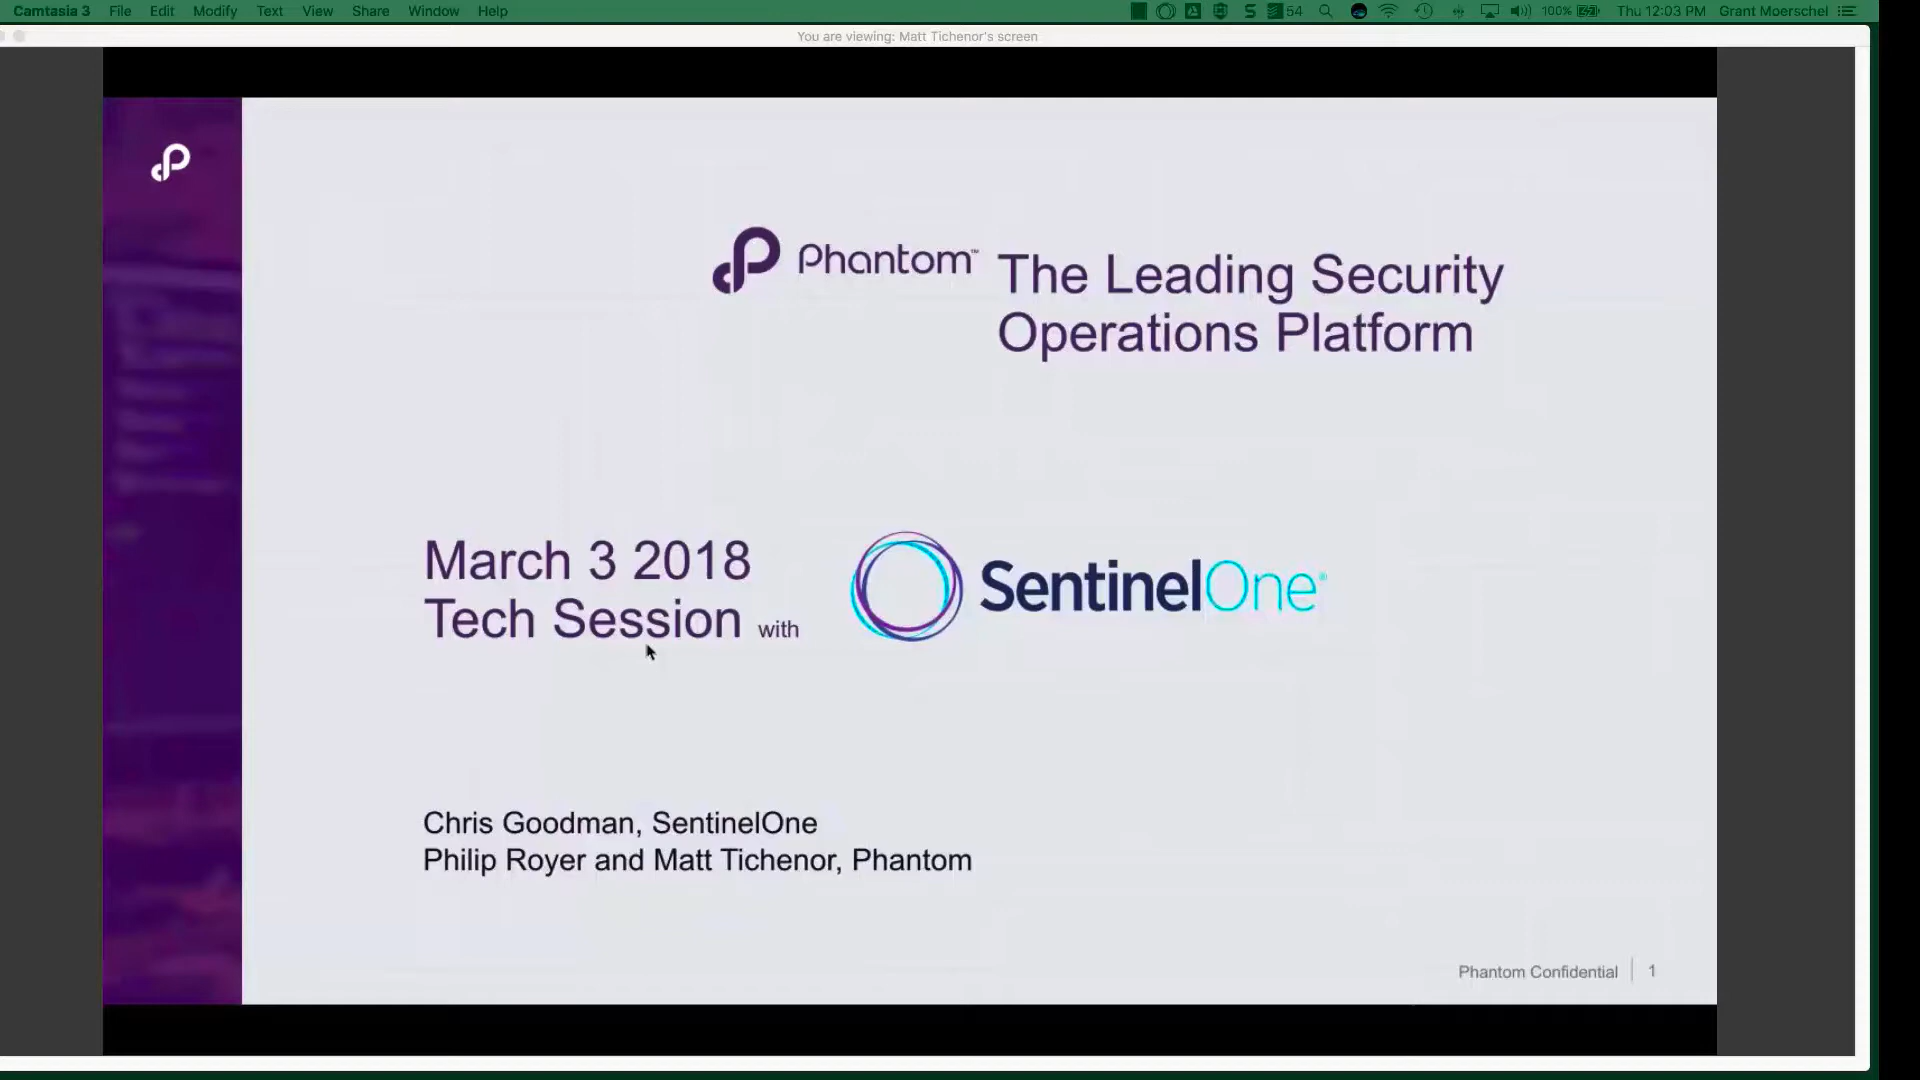 Camtasia 3 File Edit Modify Text View Share Window Help 54 100% Thu 12:03 PM Grant Moerschel
You are viewing: Matt Tichenor's screen
Phantom™ The Leading Security
Operations Platform
March 3 2018
Tech Session with
SentinelOne®
Chris Goodman, SentinelOne
Philip Royer and Matt Tichenor, Phantom
Phantom Confidential 1